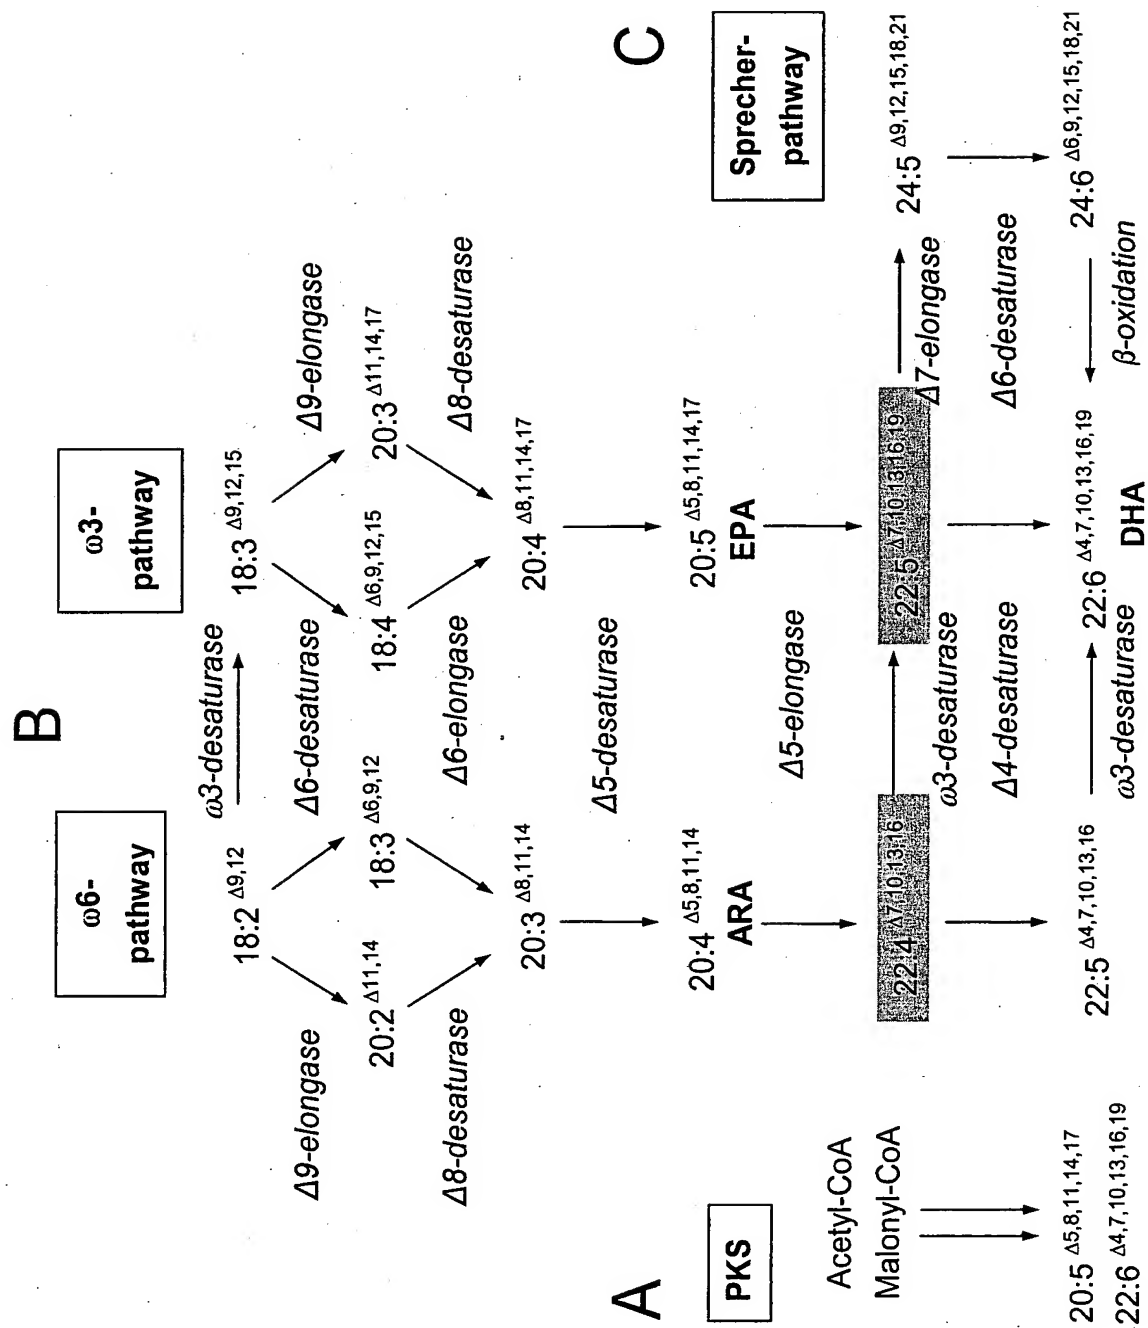 A
PKS
Acetyl-CoA
Malonyl-CoA
20:5 Δ5,8,11,14,17
22:6 Δ4,7,10,13,16,19
B
ω6-
pathway
ω3-
pathway
18:2 Δ9,12
ω3-desaturase
18:3 Δ9,12,15
Δ9-elongase
Δ6-desaturase
Δ9-elongase
20:2 Δ11,14
18:3 Δ6,9,12
18:4 Δ6,9,12,15
20:3 Δ11,14,17
Δ8-desaturase
Δ6-elongase
Δ8-desaturase
20:3 Δ8,11,14
20:4 Δ8,11,14,17
Δ5-desaturase
20:4 Δ5,8,11,14
ARA
20:5 Δ5,8,11,14,17
EPA
Δ5-elongase
22:4 Δ7,10,13,16
22:5 Δ7,10,13,16,19
ω3-desaturase
Δ4-desaturase
22:5 Δ4,7,10,13,16
ω3-desaturase
22:6 Δ4,7,10,13,16,19
DHA
C
Sprecher-
pathway
24:5 Δ9,12,15,18,21
Δ7-elongase
Δ6-desaturase
24:6 Δ6,9,12,15,18,21
β-oxidation